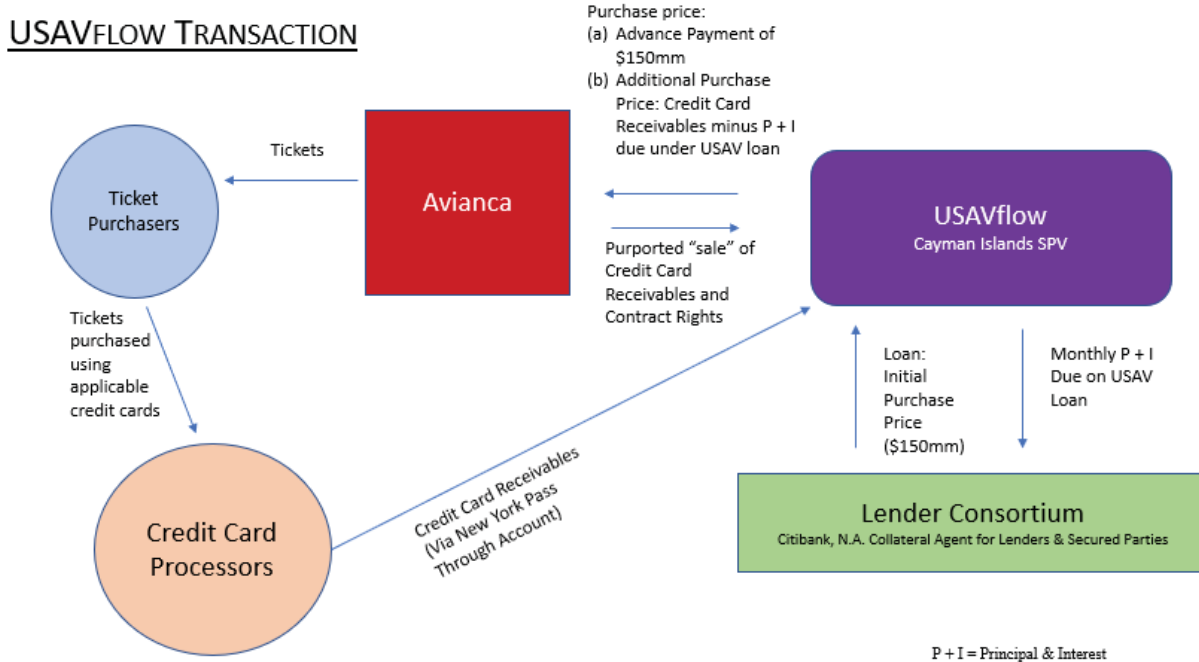 USAVFLOW TRANSACTION
Purchase price:
(a) Advance Payment of
$150mm
(b) Additional Purchase
Price: Credit Card
Receivables minus P + I
due under USAV loan
Tickets
Ticket
Purchasers
Avianca
USAVflow
Cayman Islands SPV
Purported “sale” of
Credit Card
Receivables and
Contract Rights
Tickets
purchased
using
applicable
credit cards
Loan:
Initial
Purchase
Price
($150mm)
Monthly P + I
Due on USAV
Loan
Credit Card
Processors
Credit Card Receivables
(Via New York Pass
Through Account)
Lender Consortium
Citibank, N.A. Collateral Agent for Lenders & Secured Parties
P + I = Principal & Interest